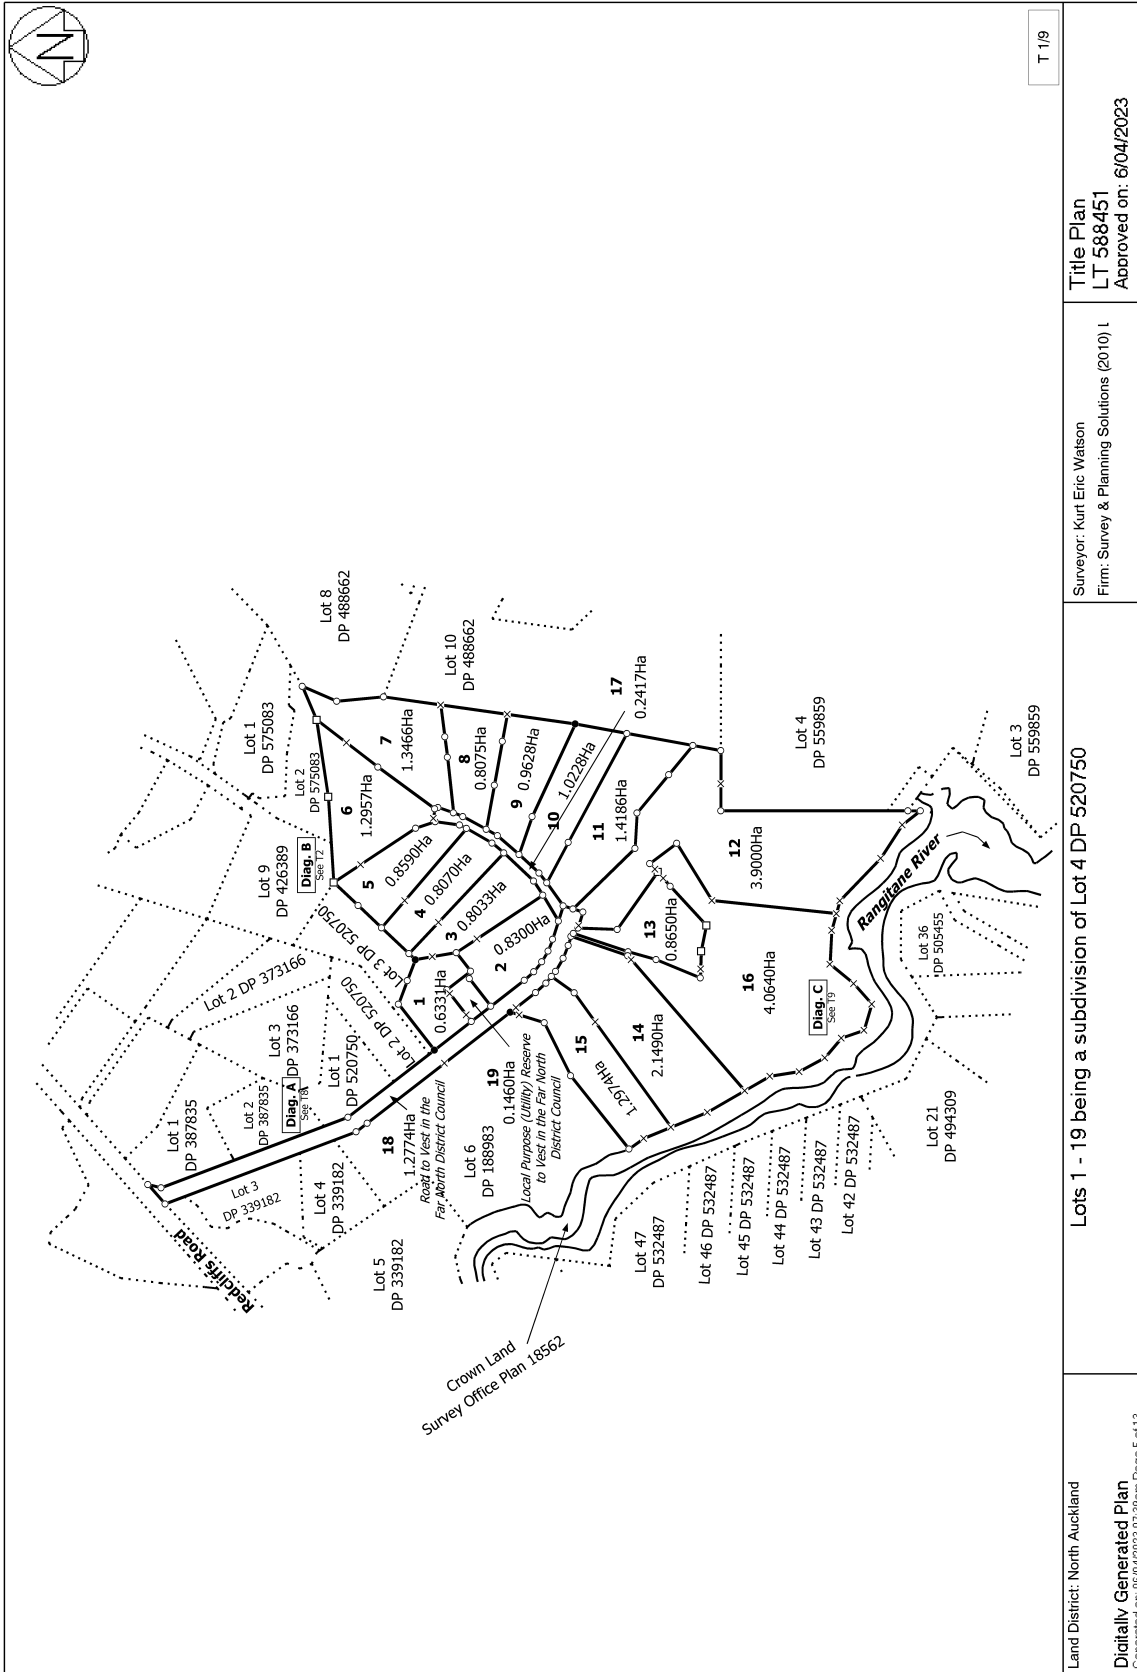 N
T 1/9
Redcliffs Road
Lot 1
DP 387835
Lot 2
DP 387835
Lot 3
DP 373166
Lot 2 DP 373166
Lot 9
DP 426389
Lot 1
DP 575083
Lot 2
DP 575083
Lot 8
DP 488662
Lot 10
DP 488662
Diag. A
Diag. B
See T2
Lot 1
DP 520750
Lot 2 DP 520750
Lot 3 DP 520750
Lot 3
DP 339182
Lot 4
DP 339182
Lot 5
DP 339182
18
1.2774Ha
Road to Vest in the
Far North District Council
Lot 6
DP 188983
19
0.1460Ha
Local Purpose (Utility) Reserve
to Vest in the Far North
District Council
1
0.6331Ha
2
0.8300Ha
3
0.8033Ha
4
0.8070Ha
5
0.8590Ha
6
1.2957Ha
7
1.3466Ha
8
0.8075Ha
9
0.9628Ha
10
1.0228Ha
17
0.2417Ha
11
1.4186Ha
12
3.9000Ha
13
0.8650Ha
14
2.1490Ha
15
1.2974Ha
16
4.0640Ha
Diag. C
See T9
Lot 4
DP 559859
Lot 3
DP 559859
Rangitane River
Lot 36
DP 505455
Lot 21
DP 494309
Lot 47
DP 532487
Lot 46 DP 532487
Lot 45 DP 532487
Lot 44 DP 532487
Lot 43 DP 532487
Lot 42 DP 532487
Crown Land
Survey Office Plan 18562
Land District: North Auckland
Digitally Generated Plan
Generated on: 06/04/2023 07:38am Page 5 of 13
Lots 1 - 19 being a subdivision of Lot 4 DP 520750
Surveyor: Kurt Eric Watson
Firm: Survey & Planning Solutions (2010) L
Title Plan
LT 588451
Approved on: 6/04/2023